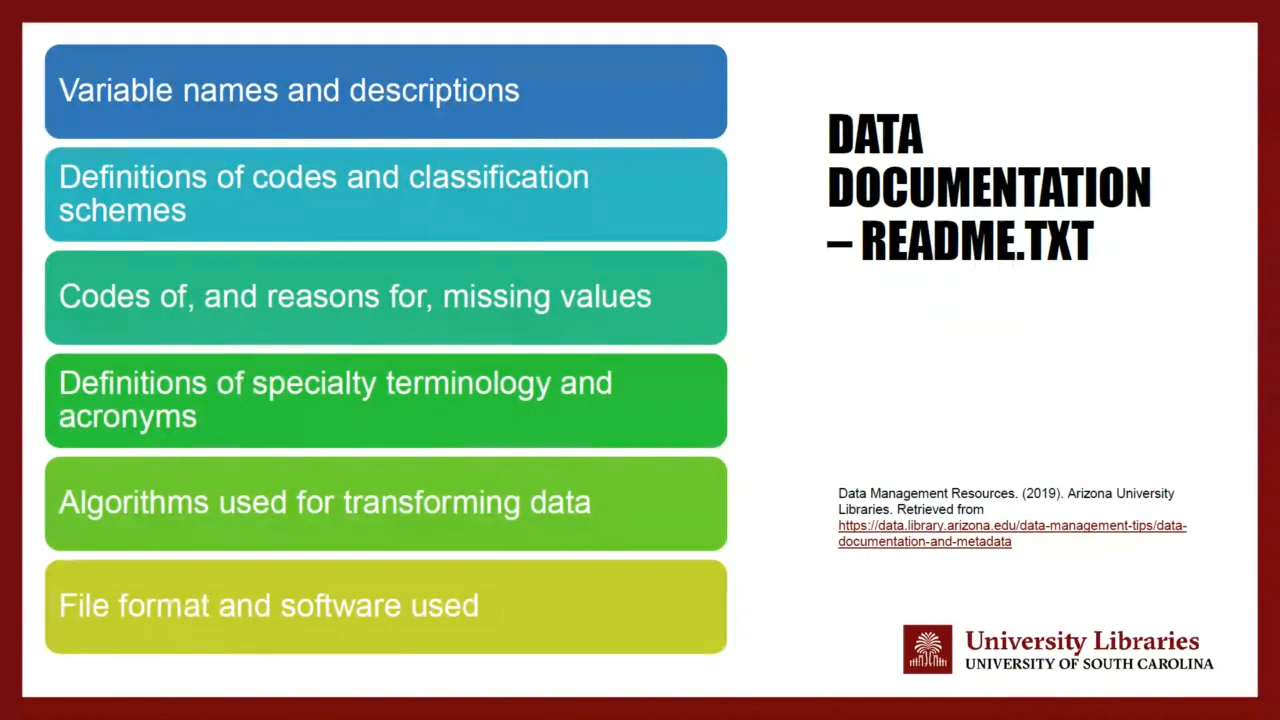 Variable names and descriptions
Definitions of codes and classification
schemes
Codes of, and reasons for, missing values
Definitions of specialty terminology and
acronyms
Algorithms used for transforming data
File format and software used
DATA
DOCUMENTATION
– README.TXT
Data Management Resources. (2019). Arizona University
Libraries. Retrieved from
https://data.library.arizona.edu/data-management-tips/data-
documentation-and-metadata
University Libraries
UNIVERSITY OF SOUTH CAROLINA